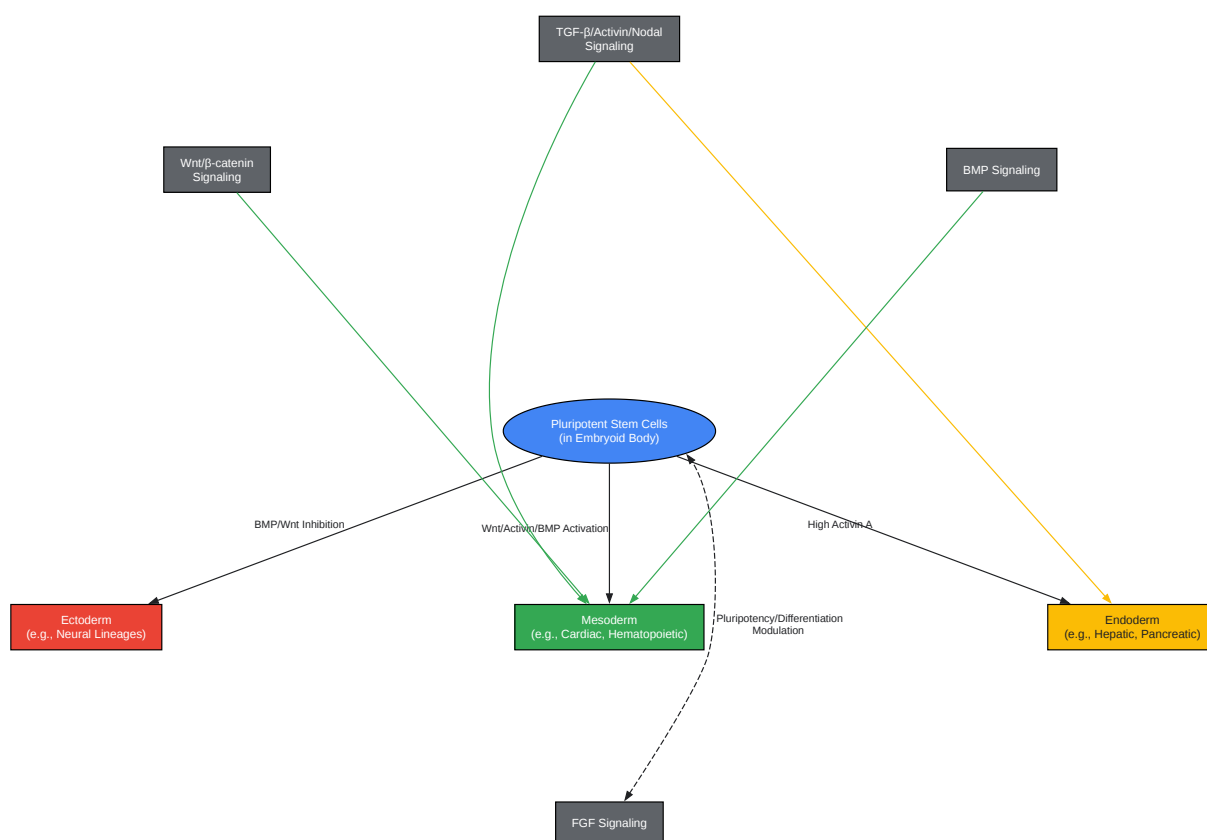 TGF-β/Activin/Nodal
Signaling
Wnt/β-catenin
Signaling
BMP Signaling
Pluripotent Stem Cells
(in Embryoid Body)
BMP/Wnt Inhibition
Wnt/Activin/BMP Activation
High Activin A
Ectoderm
(e.g., Neural Lineages)
Mesoderm
(e.g., Cardiac, Hematopoietic)
Pluripotency/Differentiation
Modulation
Endoderm
(e.g., Hepatic, Pancreatic)
FGF Signaling